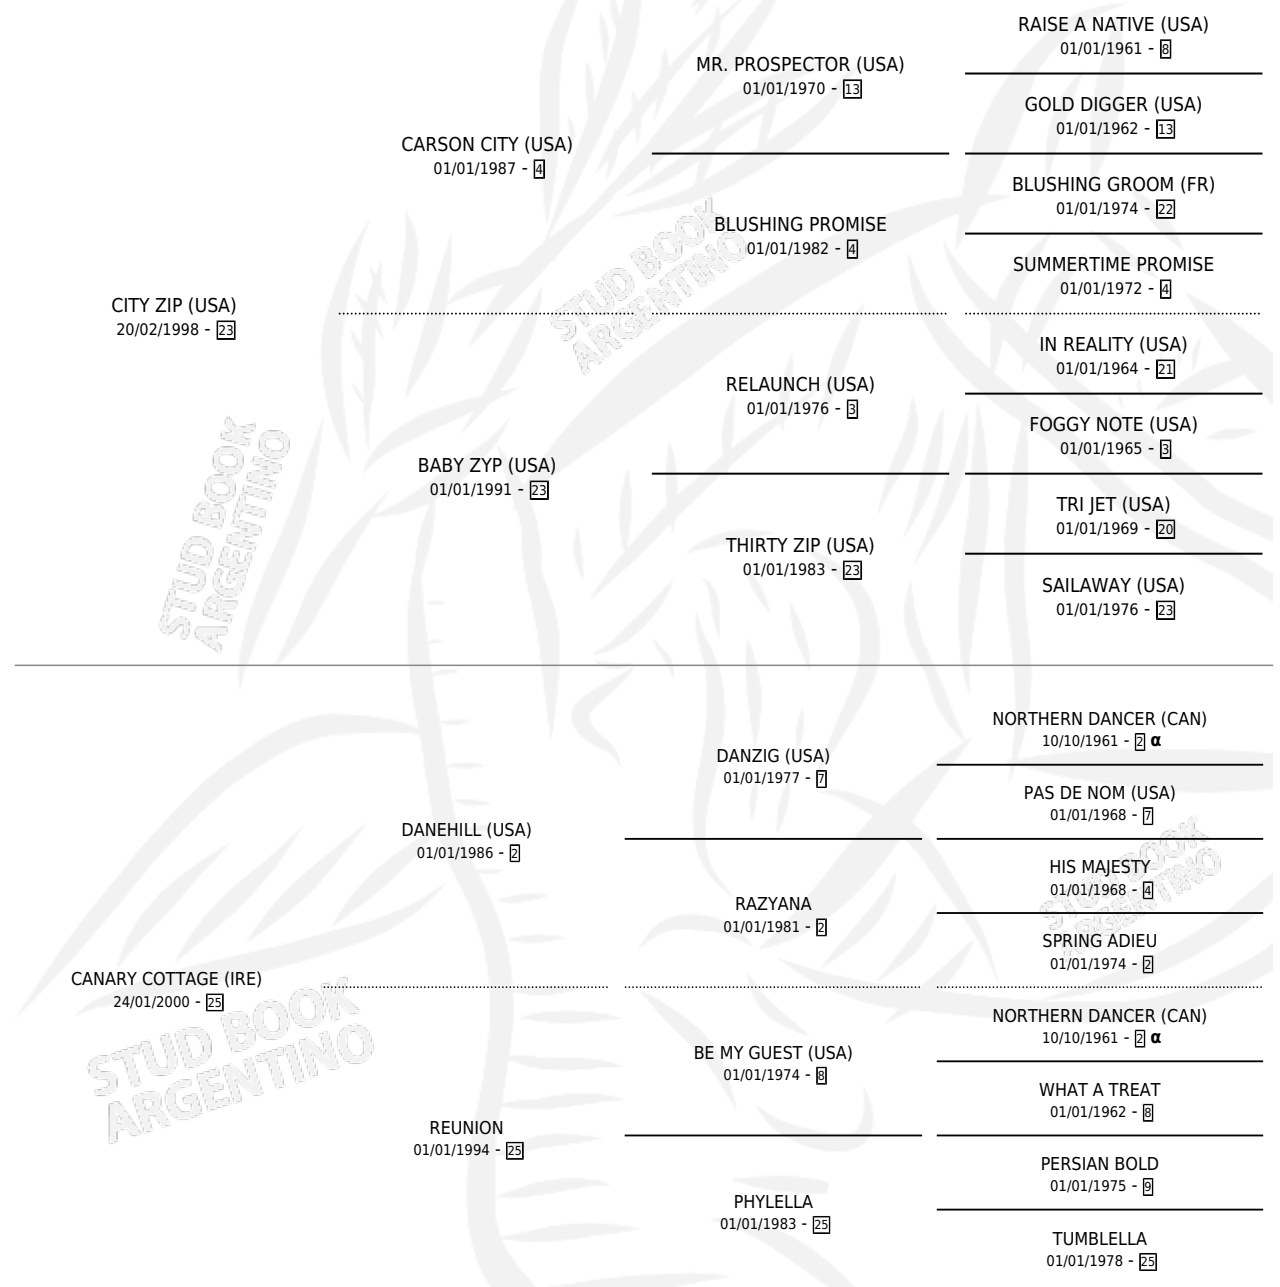 RAISE A NATIVE (USA)
01/01/1961 - 8
MR. PROSPECTOR (USA)
01/01/1970 - 13
GOLD DIGGER (USA)
01/01/1962 - 13
CARSON CITY (USA)
01/01/1987 - 4
BLUSHING GROOM (FR)
01/01/1974 - 22
BLUSHING PROMISE
01/01/1982 - 4
SUMMERTIME PROMISE
01/01/1972 - 4
CITY ZIP (USA)
20/02/1998 - 23
IN REALITY (USA)
01/01/1964 - 21
RELAUNCH (USA)
01/01/1976 - 3
FOGGY NOTE (USA)
01/01/1965 - 3
BABY ZYP (USA)
01/01/1991 - 23
TRI JET (USA)
01/01/1969 - 20
THIRTY ZIP (USA)
01/01/1983 - 23
SAILAWAY (USA)
01/01/1976 - 23
NORTHERN DANCER (CAN)
10/10/1961 - 2 α
DANZIG (USA)
01/01/1977 - 7
PAS DE NOM (USA)
01/01/1968 - 7
DANEHILL (USA)
01/01/1986 - 2
HIS MAJESTY
01/01/1968 - 4
RAZYANA
01/01/1981 - 2
SPRING ADIEU
01/01/1974 - 2
CANARY COTTAGE (IRE)
24/01/2000 - 25
NORTHERN DANCER (CAN)
10/10/1961 - 2 α
BE MY GUEST (USA)
01/01/1974 - 8
WHAT A TREAT
01/01/1962 - 8
REUNION
01/01/1994 - 25
PERSIAN BOLD
01/01/1975 - 9
PHYLELLA
01/01/1983 - 25
TUMBLELLA
01/01/1978 - 25
STUD BOOK
ARGENTINO
STUD BOOK
ARGENTINO
STUD BOOK
ARGENTINO
STUD BOOK
ARGENTINO